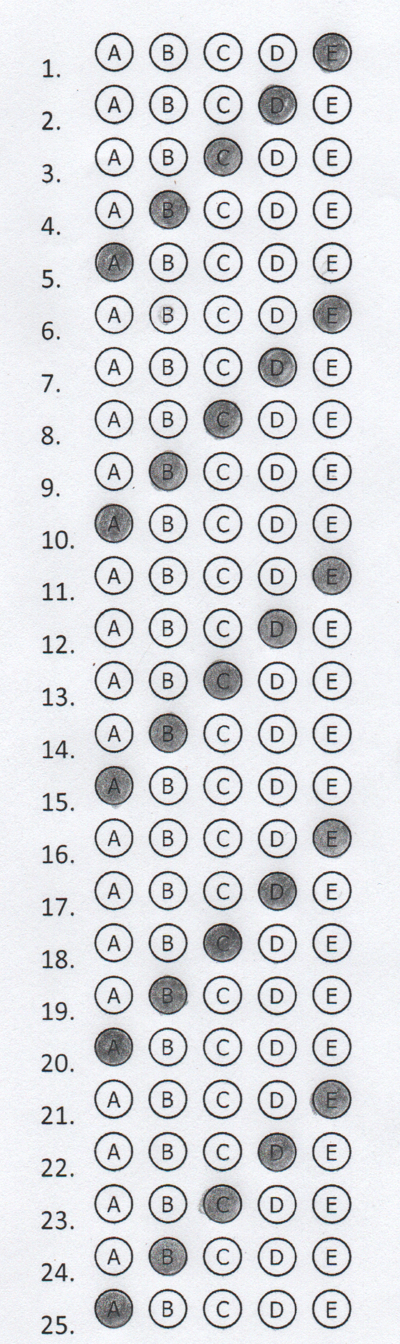 1. A B C D E
2. A B C D E
3. A B C D E
4. A B C D E
5. A B C D E
6. A B C D E
7. A B C D E
8. A B C D E
9. A B C D E
10. A B C D E
11. A B C D E
12. A B C D E
13. A B C D E
14. A B C D E
15. A B C D E
16. A B C D E
17. A B C D E
18. A B C D E
19. A B C D E
20. A B C D E
21. A B C D E
22. A B C D E
23. A B C D E
24. A B C D E
25. A B C D E